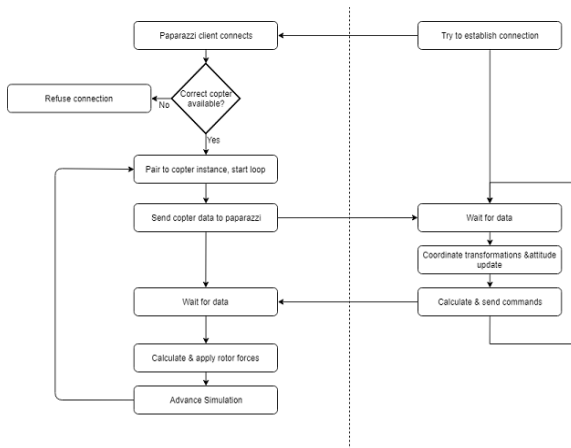 Paparazzi client connects
Try to establish connection
Refuse connection
Correct copter
available?
No
Yes
Pair to copter instance, start loop
Send copter data to paparazzi
Wait for data
Coordinate transformations &attitude
update
Wait for data
Calculate & send commands
Calculate & apply rotor forces
Advance Simulation